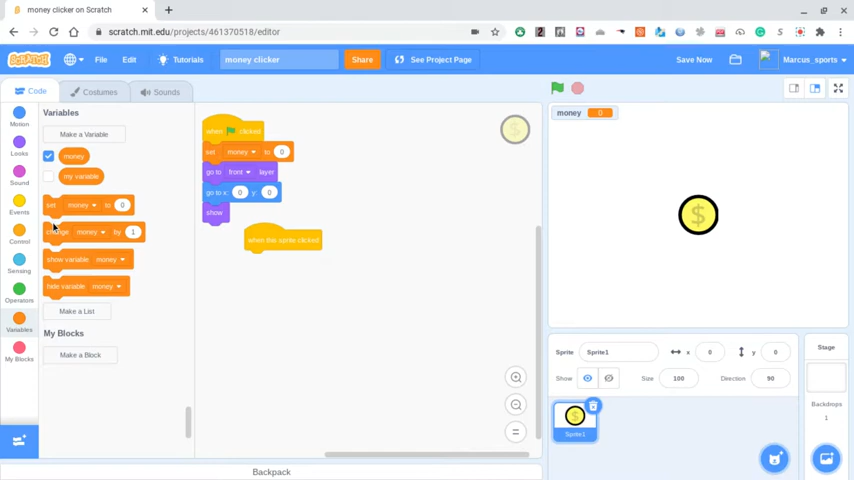 money clicker on Scratch
scratch.mit.edu/projects/461370518/editor
SCRATCH
File
Edit
Tutorials
money clicker
Share
See Project Page
Save Now
Marcus_sports
Code
Costumes
Sounds
Motion
Looks
Sound
Events
Control
Sensing
Operators
Variables
My Blocks
Variables
Make a Variable
money
my variable
set money to 0
change money by 1
show variable money
hide variable money
Make a List
My Blocks
Make a Block
when clicked
set money to 0
go to front layer
go to x: 0 y: 0
show
when this sprite clicked
Backpack
money 0
$
Sprite Sprite1 x 0 y 0
Show Size 100 Direction 90
Sprite1
Stage
Backdrops
1